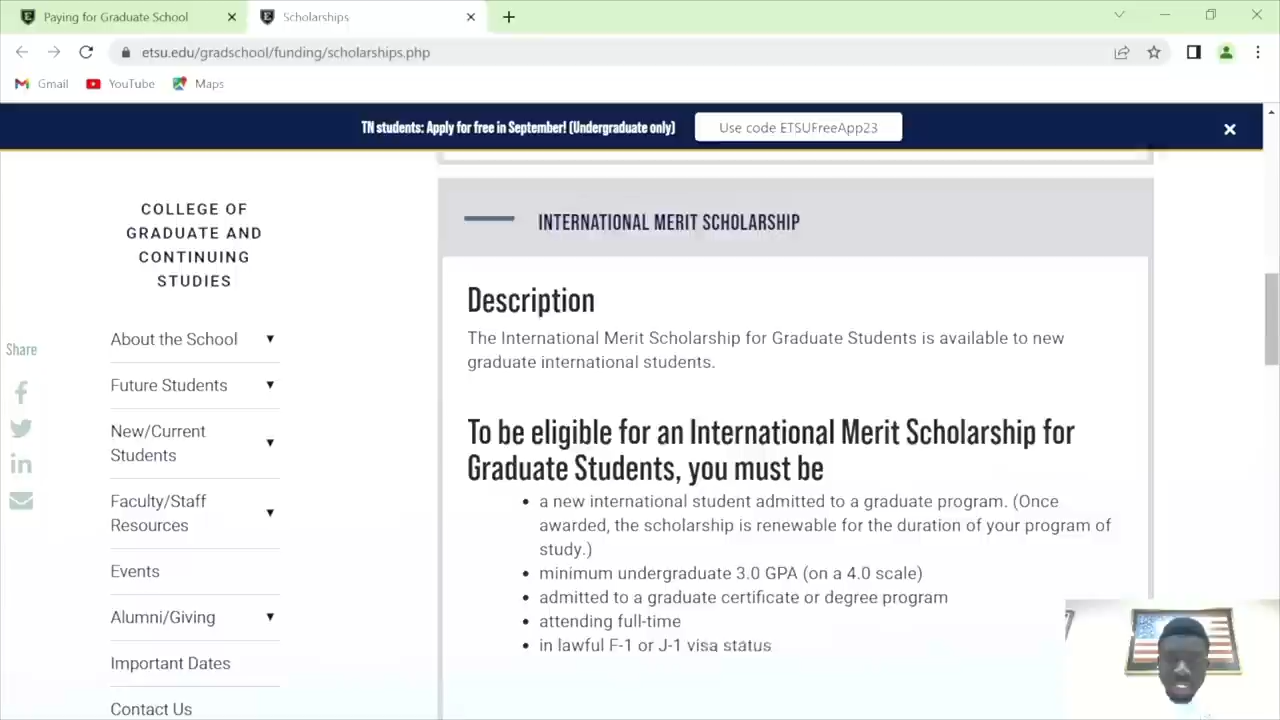 Paying for Graduate School
Scholarships
etsu.edu/gradschool/funding/scholarships.php
Gmail
YouTube
Maps
TN students: Apply for free in September! (Undergraduate only)
Use code ETSUFreeApp23
COLLEGE OF
GRADUATE AND
CONTINUING
STUDIES
Share
About the School
Future Students
New/Current
Students
Faculty/Staff
Resources
Events
Alumni/Giving
Important Dates
Contact Us
INTERNATIONAL MERIT SCHOLARSHIP
Description
The International Merit Scholarship for Graduate Students is available to new
graduate international students.
To be eligible for an International Merit Scholarship for
Graduate Students, you must be
• a new international student admitted to a graduate program. (Once
awarded, the scholarship is renewable for the duration of your program of
study.)
• minimum undergraduate 3.0 GPA (on a 4.0 scale)
• admitted to a graduate certificate or degree program
• attending full-time
• in lawful F-1 or J-1 visa status